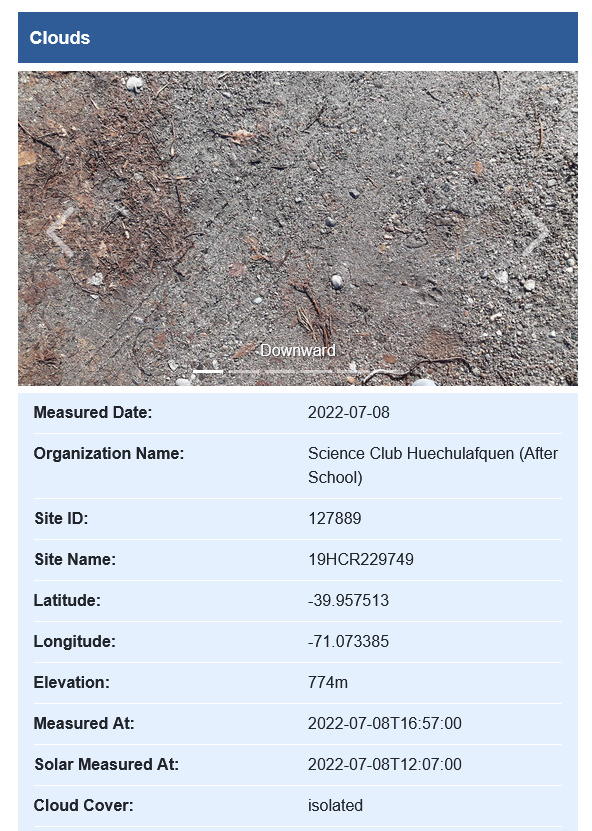 Clouds
Downward
Measured Date: 2022-07-08
Organization Name: Science Club Huechulafquen (After
School)
Site ID: 127889
Site Name: 19HCR229749
Latitude: -39.957513
Longitude: -71.073385
Elevation: 774m
Measured At: 2022-07-08T16:57:00
Solar Measured At: 2022-07-08T12:07:00
Cloud Cover: isolated